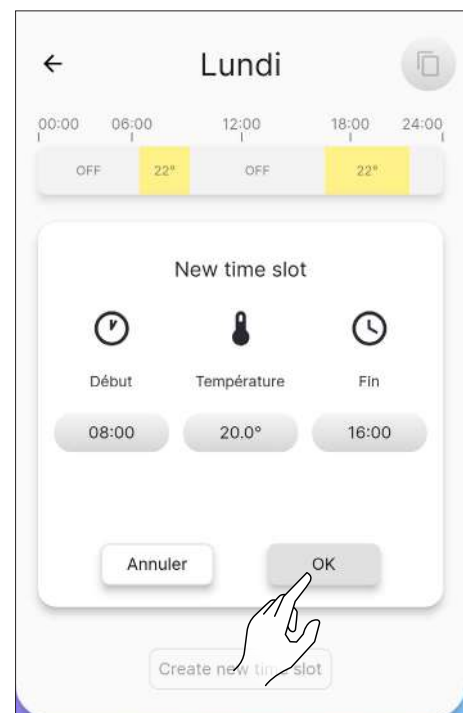 Lundi
00:00 06:00 12:00 18:00 24:00
OFF 22° OFF 22°
New time slot
Début Température Fin
08:00 20.0° 16:00
Annuler OK
Create new time slot